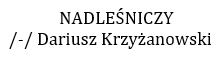 NADLEŚNICZY
/-/ Dariusz Krzyżanowski